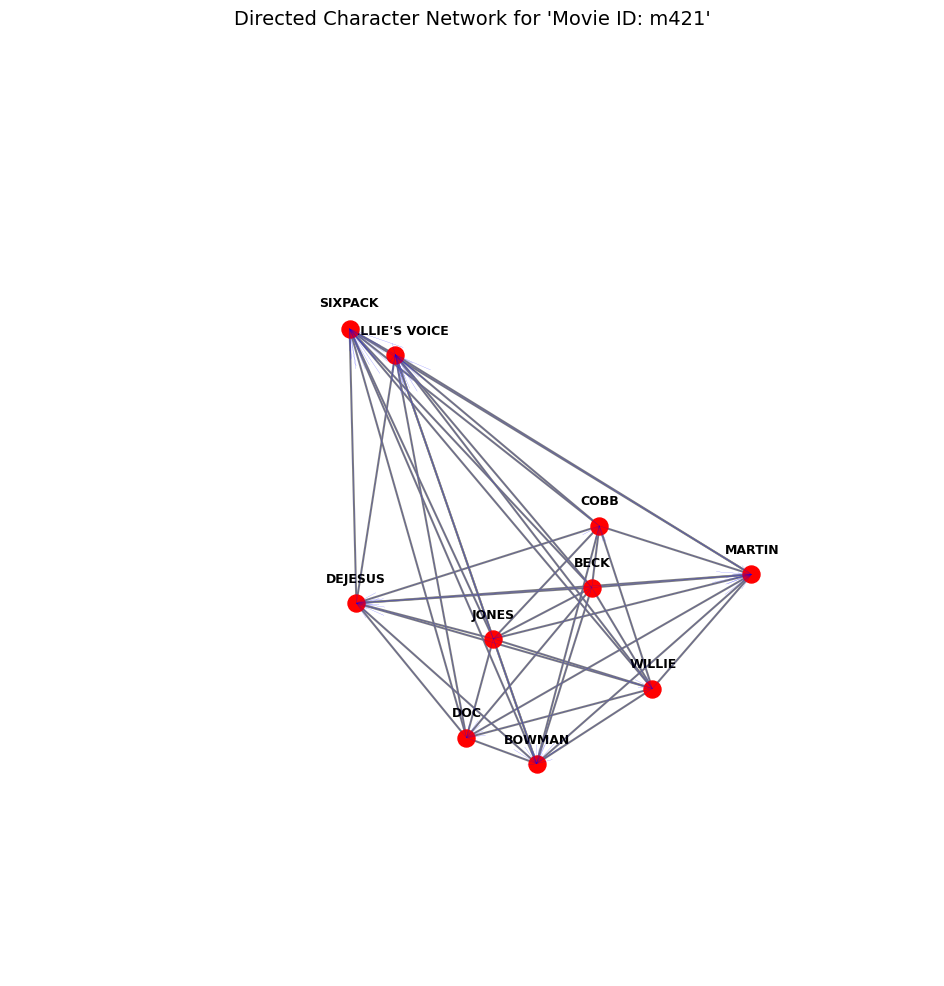 Directed Character Network for 'Movie ID: m421'
SIXPACK
LLIE'S VOICE
COBB
MARTIN
BECK
DEJESUS
JONES
WILLIE
DOC
BOWMAN